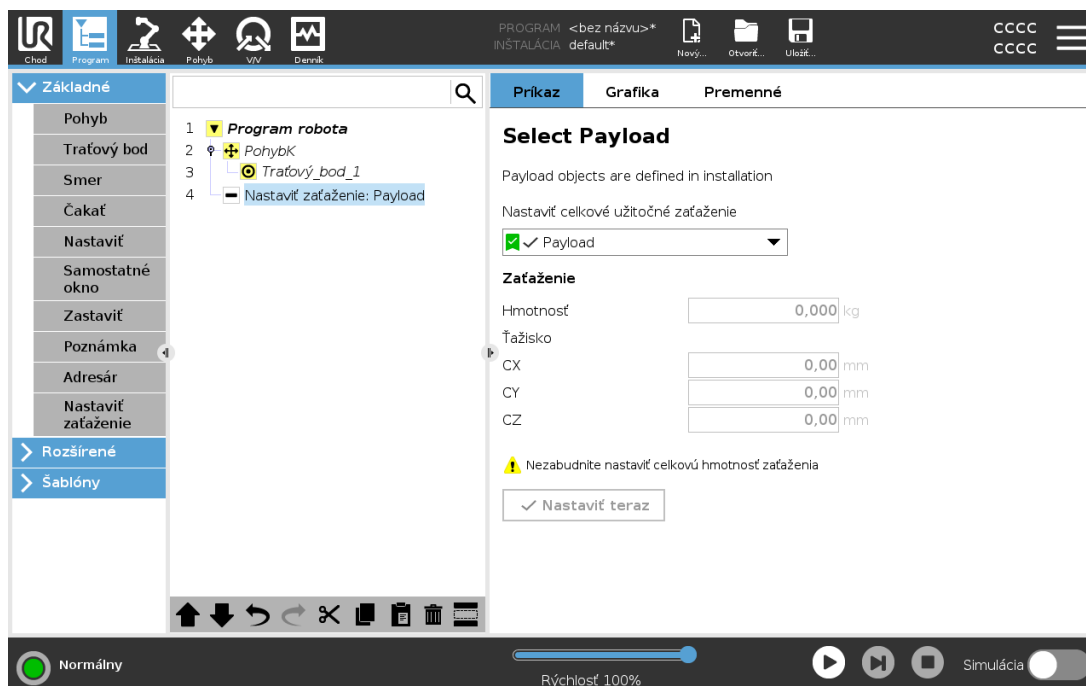 UR
Chod
Program
Inštalácia
Pohyb
V/V
Denník
PROGRAM <bez názvu>*
INŠTALÁCIA default*
Nový...
Otvoriť...
Uložiť...
CCCC
CCCC
Základné
Pohyb
Traťový bod
Smer
Čakať
Nastaviť
Samostatné
okno
Zastaviť
Poznámka
Adresár
Nastaviť
zaťaženie
Rozšírené
Šablóny
1 Program robota
2 PohybK
3 Traťový_bod_1
4 Nastaviť zaťaženie: Payload
Príkaz Grafika Premenné
Select Payload
Payload objects are defined in installation
Nastaviť celkové užitočné zaťaženie
Payload
Zaťaženie
Hmotnosť 0,000 kg
Ťažisko
CX 0,00 mm
CY 0,00 mm
CZ 0,00 mm
Nezabudnite nastaviť celkovú hmotnosť zaťaženia
Nastaviť teraz
Normálny
Rýchlosť 100%
Simulácia